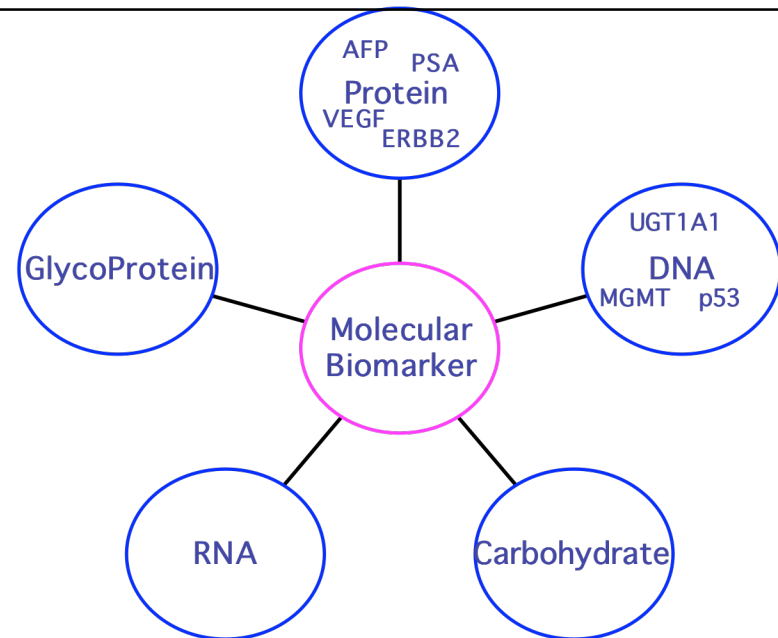 AFP
PSA
Protein
VEGF
ERBB2
GlycoProtein
UGT1A1
DNA
MGMT p53
Molecular
Biomarker
RNA
Carbohydrate